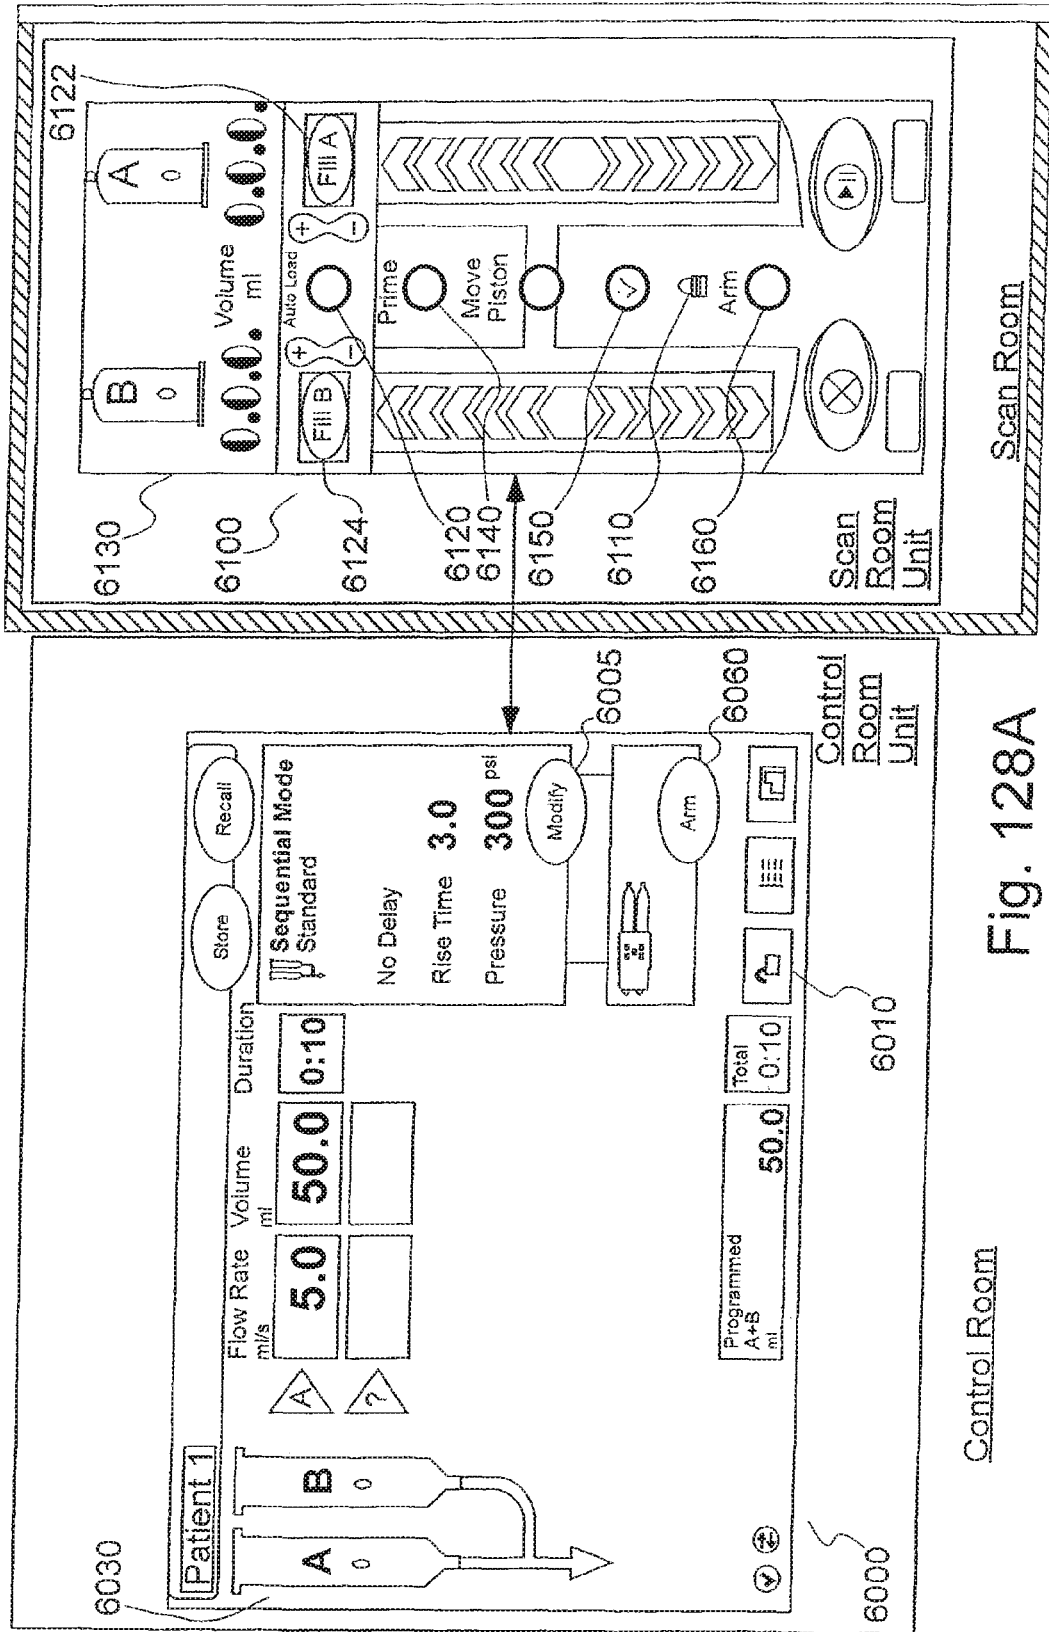 6030
Patient 1
Store
Recall
Flow Rate
ml/s
Volume
ml
Duration
A
0
B
0
A
5.0
50.0
0:10
?
Sequential Mode
Standard
No Delay
Rise Time 3.0
Pressure 300 psi
Modify
6005
Arm
6060
Programmed
A+B
ml
50.0
Total
0:10
6010
6000
Control
Room
Unit
Control Room
6130
6100
6124
6120
6140
6150
6110
6160
6122
B
0
A
0
0.0.0.
Volume
ml
0.0.0.
Fill B
+
-
Auto Load
+
-
Fill A
Prime
Move
Piston
Arm
Scan
Room
Unit
Scan Room
Fig. 128A